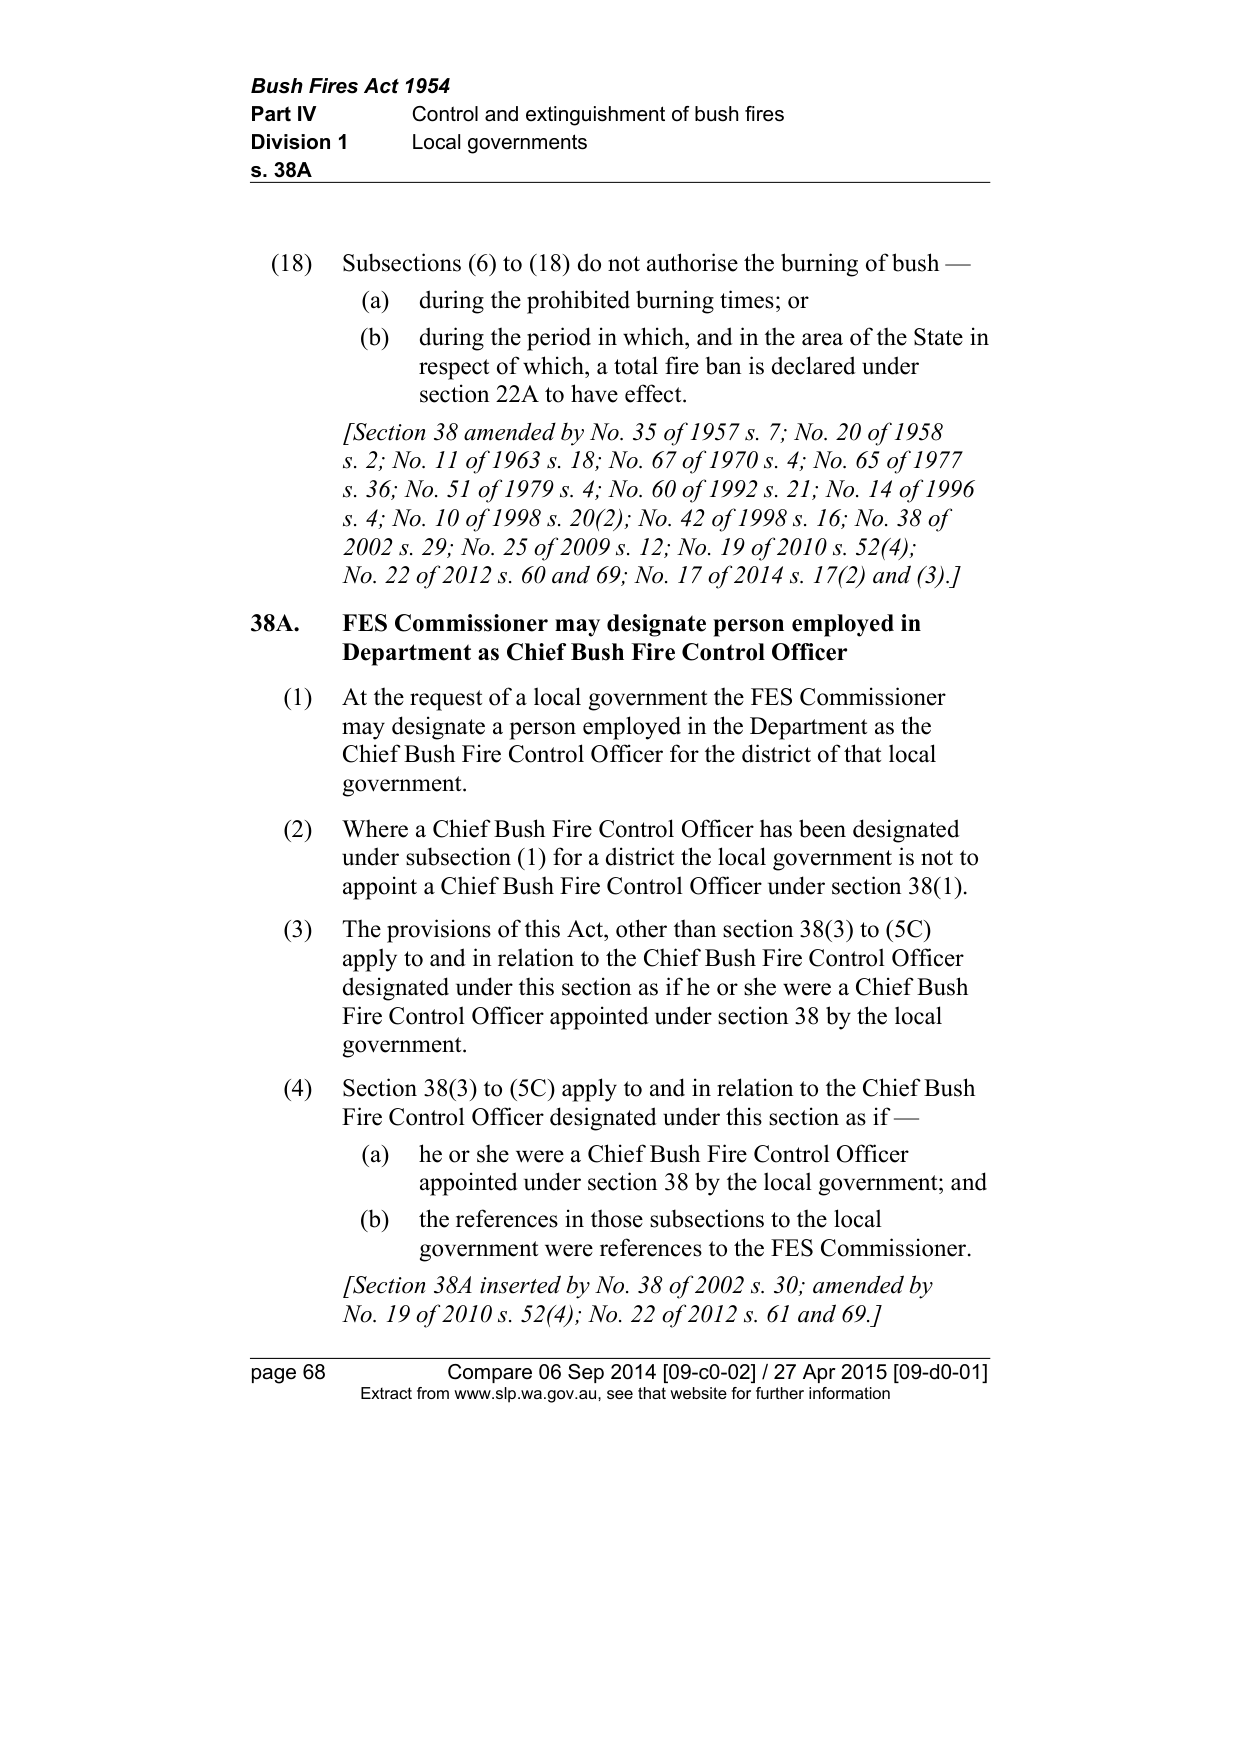 Bush Fires Act 1954
Part IV Control and extinguishment of bush fires
Division 1 Local governments
s. 38A
(18) Subsections (6) to (18) do not authorise the burning of bush —
(a) during the prohibited burning times; or
(b) during the period in which, and in the area of the State in
respect of which, a total fire ban is declared under
section 22A to have effect.
[Section 38 amended by No. 35 of 1957 s. 7; No. 20 of 1958
s. 2; No. 11 of 1963 s. 18; No. 67 of 1970 s. 4; No. 65 of 1977
s. 36; No. 51 of 1979 s. 4; No. 60 of 1992 s. 21; No. 14 of 1996
s. 4; No. 10 of 1998 s. 20(2); No. 42 of 1998 s. 16; No. 38 of
2002 s. 29; No. 25 of 2009 s. 12; No. 19 of 2010 s. 52(4);
No. 22 of 2012 s. 60 and 69; No. 17 of 2014 s. 17(2) and (3).]
38A. FES Commissioner may designate person employed in
Department as Chief Bush Fire Control Officer
(1) At the request of a local government the FES Commissioner
may designate a person employed in the Department as the
Chief Bush Fire Control Officer for the district of that local
government.
(2) Where a Chief Bush Fire Control Officer has been designated
under subsection (1) for a district the local government is not to
appoint a Chief Bush Fire Control Officer under section 38(1).
(3) The provisions of this Act, other than section 38(3) to (5C)
apply to and in relation to the Chief Bush Fire Control Officer
designated under this section as if he or she were a Chief Bush
Fire Control Officer appointed under section 38 by the local
government.
(4) Section 38(3) to (5C) apply to and in relation to the Chief Bush
Fire Control Officer designated under this section as if —
(a) he or she were a Chief Bush Fire Control Officer
appointed under section 38 by the local government; and
(b) the references in those subsections to the local
government were references to the FES Commissioner.
[Section 38A inserted by No. 38 of 2002 s. 30; amended by
No. 19 of 2010 s. 52(4); No. 22 of 2012 s. 61 and 69.]
page 68 Compare 06 Sep 2014 [09-c0-02] / 27 Apr 2015 [09-d0-01]
Extract from www.slp.wa.gov.au, see that website for further information